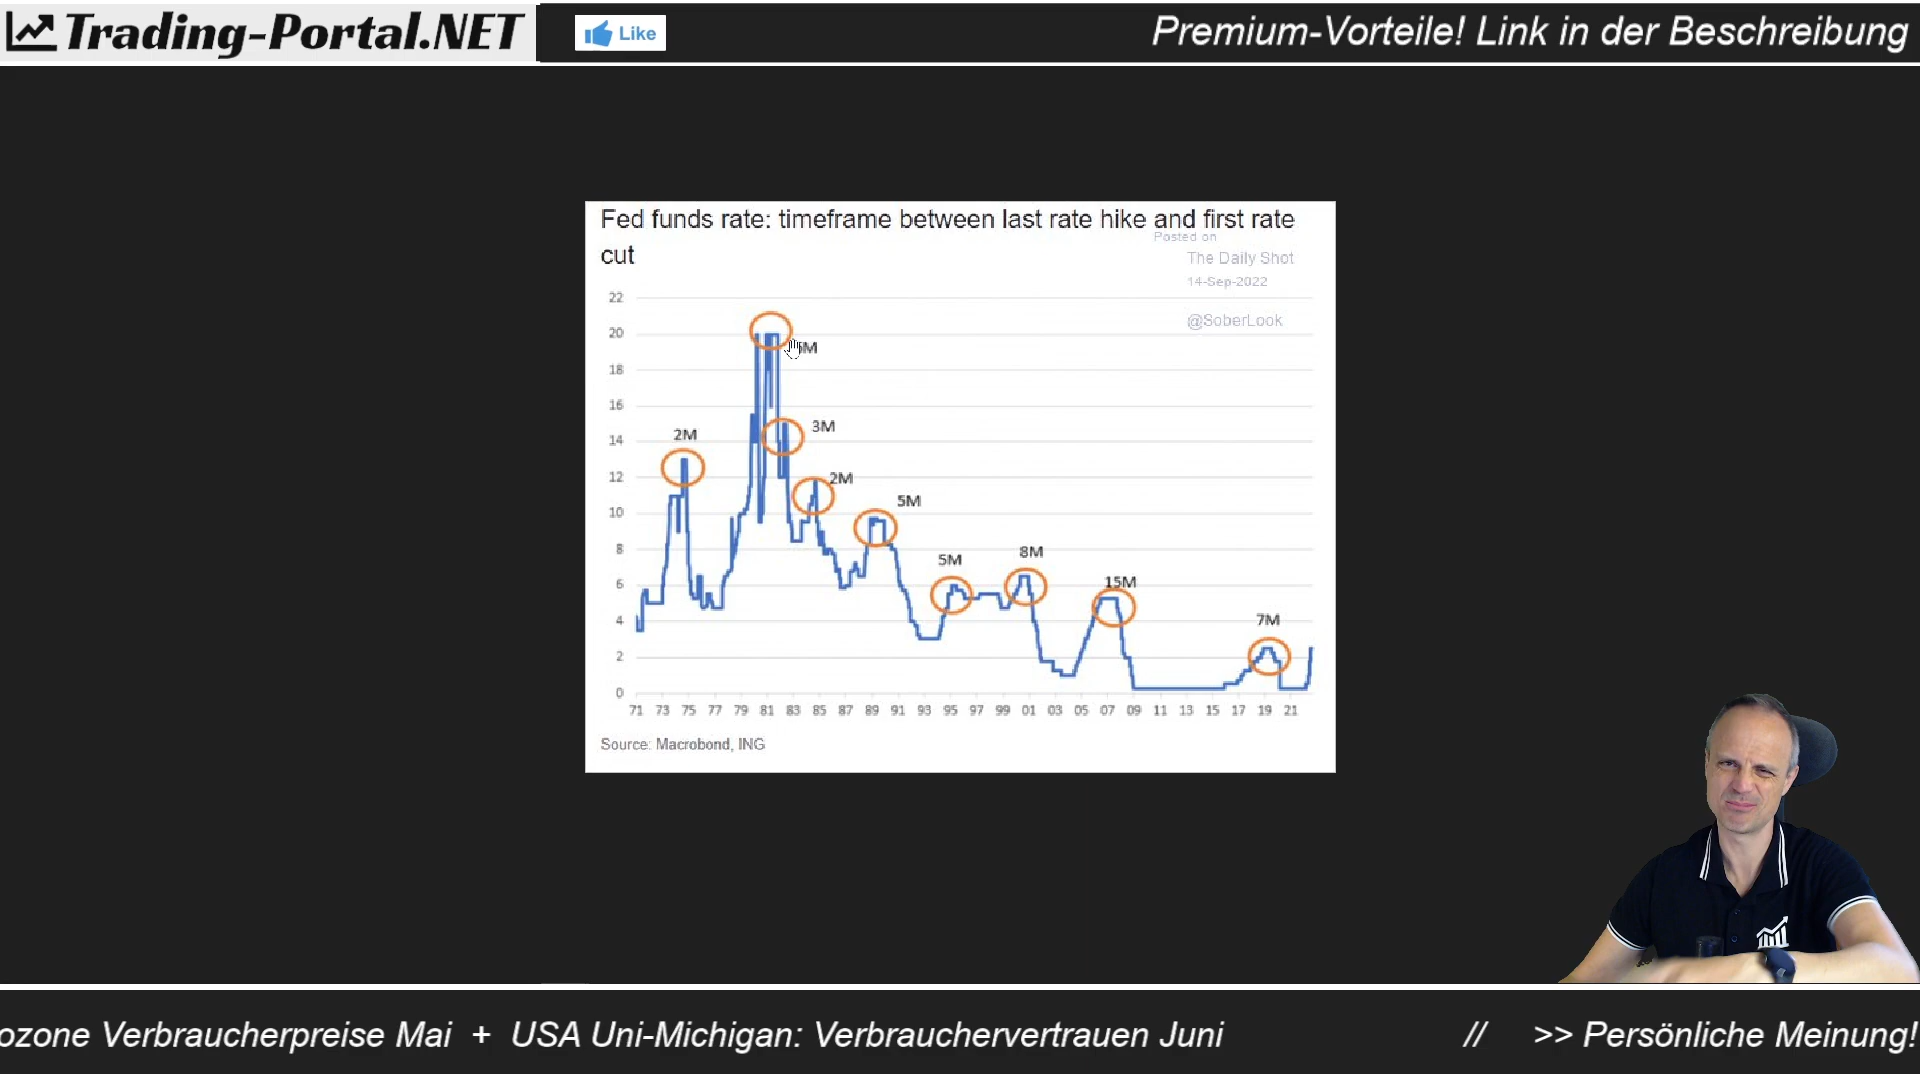 Trading-Portal.NET
Like
Premium-Vorteile! Link in der Beschreibung
Fed funds rate: timeframe between last rate hike and first rate
cut
Posted on
The Daily Shot
14-Sep-2022
@SoberLook
22
20
18
16
14
12
10
8
6
4
2
0
2M
3M
2M
5M
5M
8M
15M
7M
71 73 75 77 79 81 83 85 87 89 91 93 95 97 99 01 03 05 07 09 11 13 15 17 19 21
Source: Macrobond, ING
ozone Verbraucherpreise Mai + USA Uni-Michigan: Verbrauchervertrauen Juni // >> Persönliche Meinung!